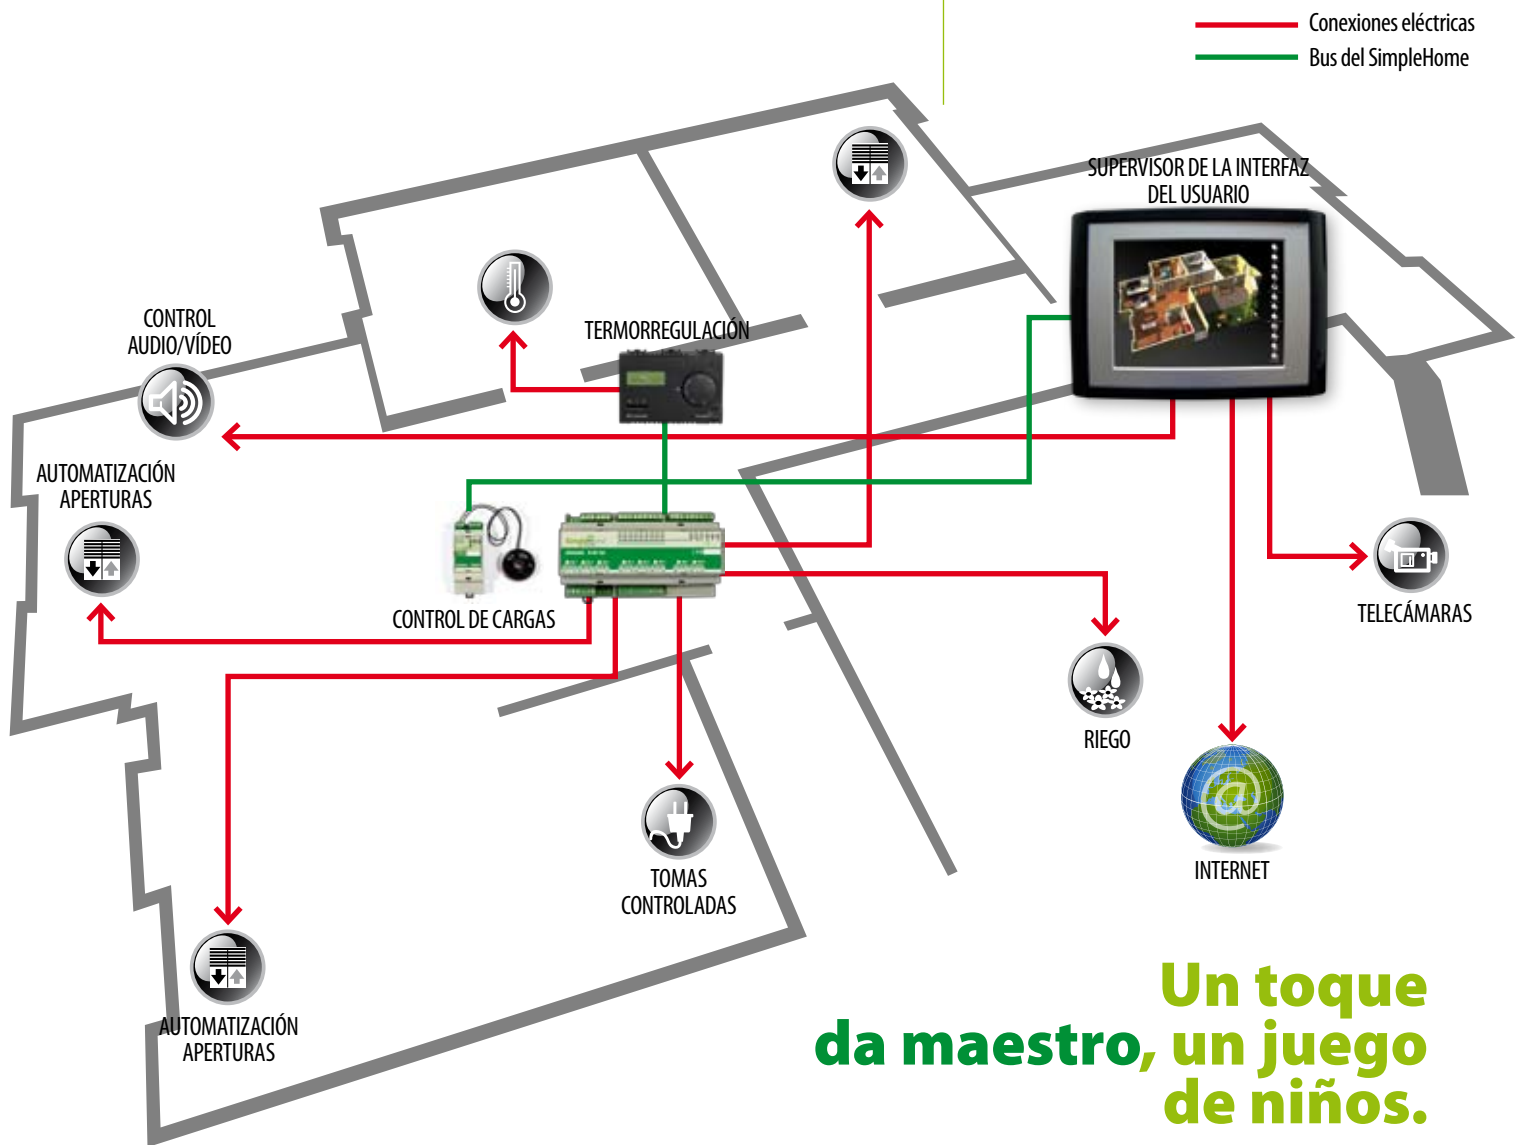 Conexiones eléctricas
Bus del SimpleHome
SUPERVISOR DE LA INTERFAZ
DEL USUARIO
CONTROL
AUDIO/VÍDEO
TERMORREGULACIÓN
AUTOMATIZACIÓN
APERTURAS
CONTROL DE CARGAS
TELECÁMARAS
RIEGO
INTERNET
TOMAS
CONTROLADAS
AUTOMATIZACIÓN
APERTURAS
Un toque
da maestro, un juego
de niños.